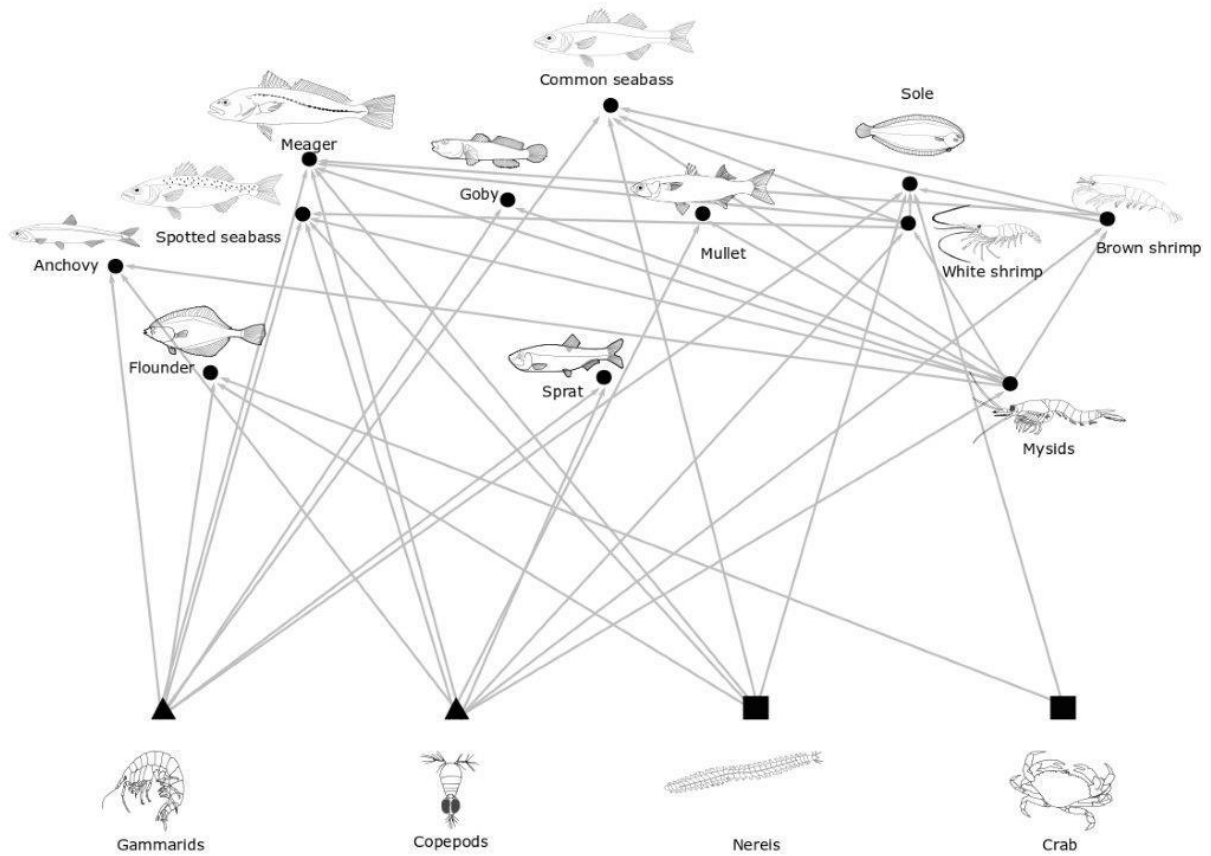 Common seabass
Sole
Meager
Goby
Spotted seabass
Mullet
Brown shrimp
White shrimp
Anchovy
Flounder
Sprat
Mysids
Gammarids
Copepods
Nereis
Crab